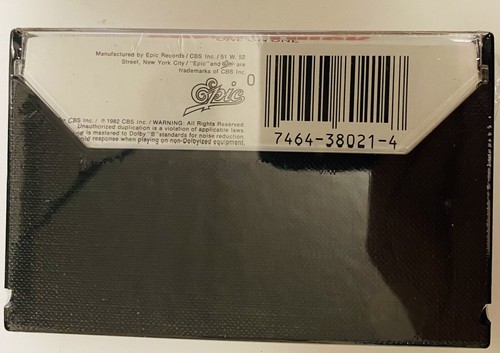 Manufactured by Epic Records / CBS Inc. / 51 W. 52
Street, New York City / "Epic" and are
trademarks of CBS Inc.
0
Epic
CBS Inc. / ℗ 1982 CBS Inc. / WARNING: All Rights Reserved.
Unauthorized duplication is a violation of applicable laws
is mastered to Dolby "B" standards for noise reduction
response when playing on non-Dolbyized equipment.
7464-38021-4